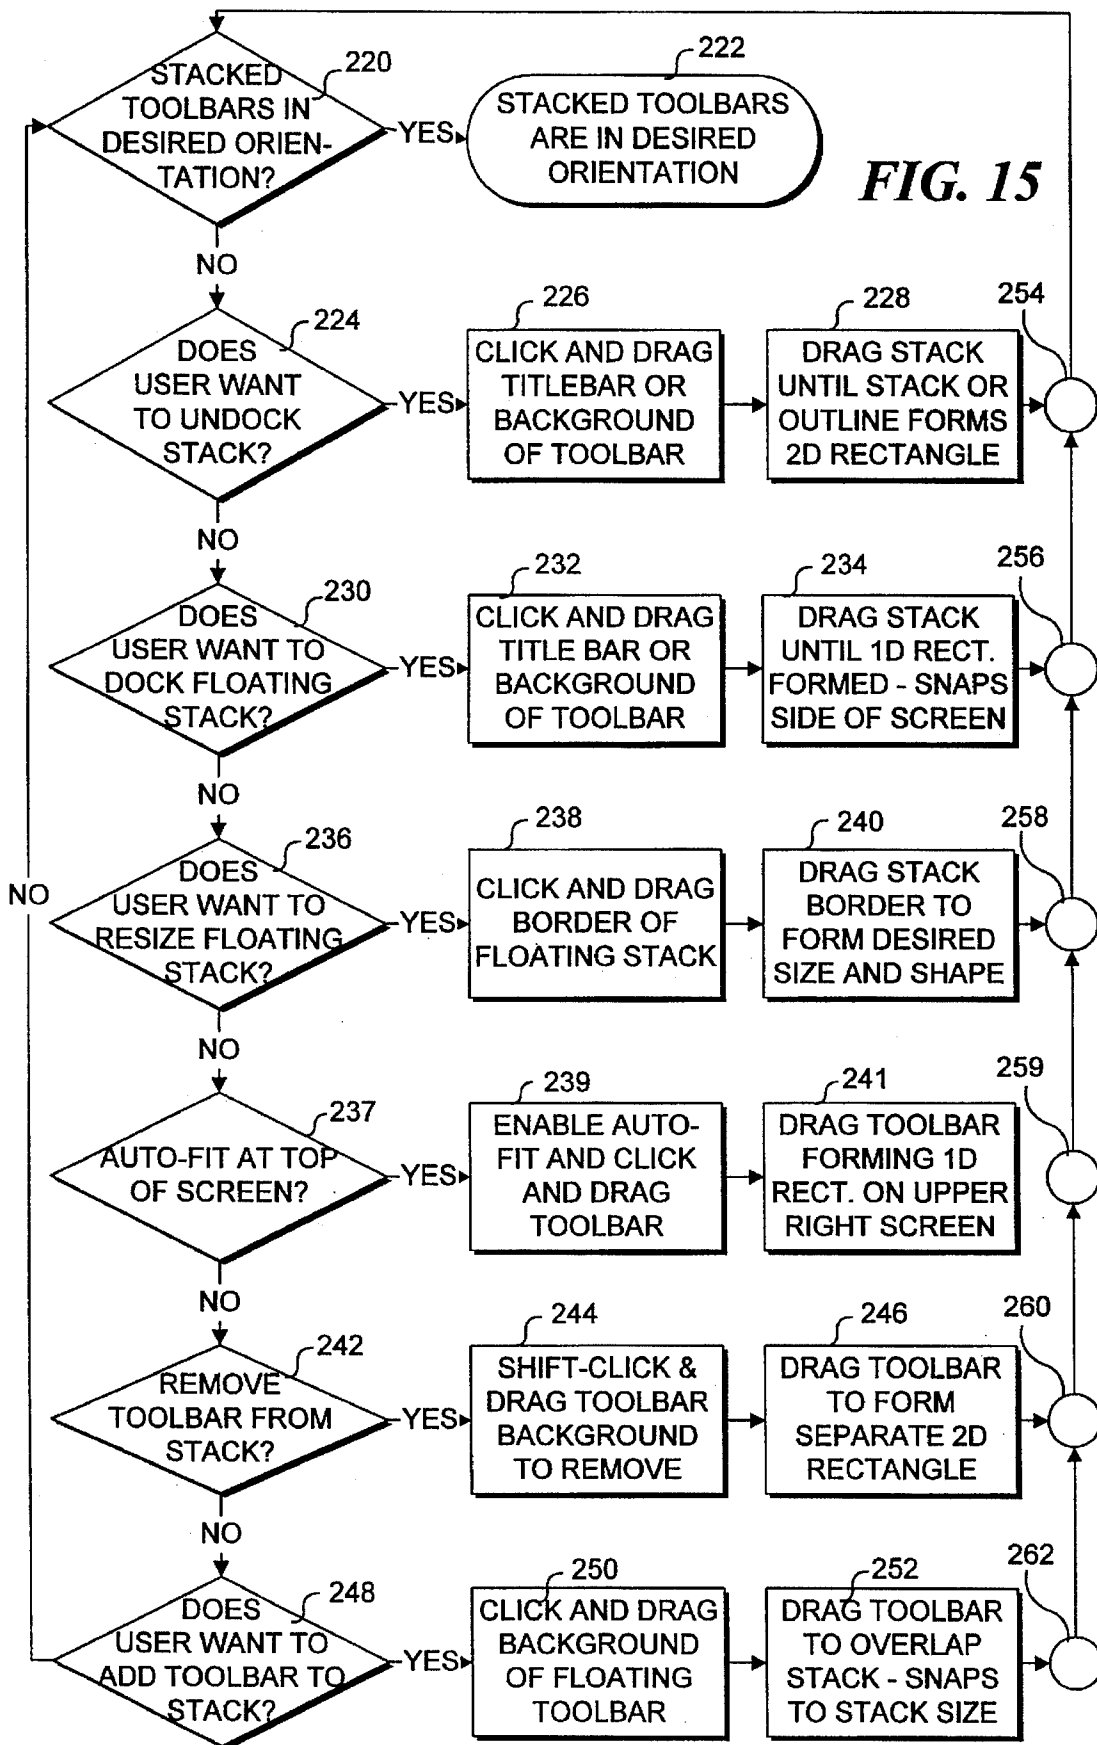 220
STACKED
TOOLBARS IN
DESIRED ORIEN-
TATION?
YES
222
STACKED TOOLBARS
ARE IN DESIRED
ORIENTATION
FIG. 15
NO
224
DOES
USER WANT
TO UNDOCK
STACK?
YES
226
CLICK AND DRAG
TITLEBAR OR
BACKGROUND
OF TOOLBAR
228
DRAG STACK
UNTIL STACK OR
OUTLINE FORMS
2D RECTANGLE
254
NO
230
DOES
USER WANT TO
DOCK FLOATING
STACK?
YES
232
CLICK AND DRAG
TITLE BAR OR
BACKGROUND
OF TOOLBAR
234
DRAG STACK
UNTIL 1D RECT.
FORMED - SNAPS
SIDE OF SCREEN
256
NO
236
DOES
USER WANT TO
RESIZE FLOATING
STACK?
YES
238
CLICK AND DRAG
BORDER OF
FLOATING STACK
240
DRAG STACK
BORDER TO
FORM DESIRED
SIZE AND SHAPE
258
NO
NO
237
AUTO-FIT AT TOP
OF SCREEN?
YES
239
ENABLE AUTO-
FIT AND CLICK
AND DRAG
TOOLBAR
241
DRAG TOOLBAR
FORMING 1D
RECT. ON UPPER
RIGHT SCREEN
259
NO
242
REMOVE
TOOLBAR FROM
STACK?
YES
244
SHIFT-CLICK &
DRAG TOOLBAR
BACKGROUND
TO REMOVE
246
DRAG TOOLBAR
TO FORM
SEPARATE 2D
RECTANGLE
260
NO
248
DOES
USER WANT TO
ADD TOOLBAR TO
STACK?
YES
250
CLICK AND DRAG
BACKGROUND
OF FLOATING
TOOLBAR
252
DRAG TOOLBAR
TO OVERLAP
STACK - SNAPS
TO STACK SIZE
262